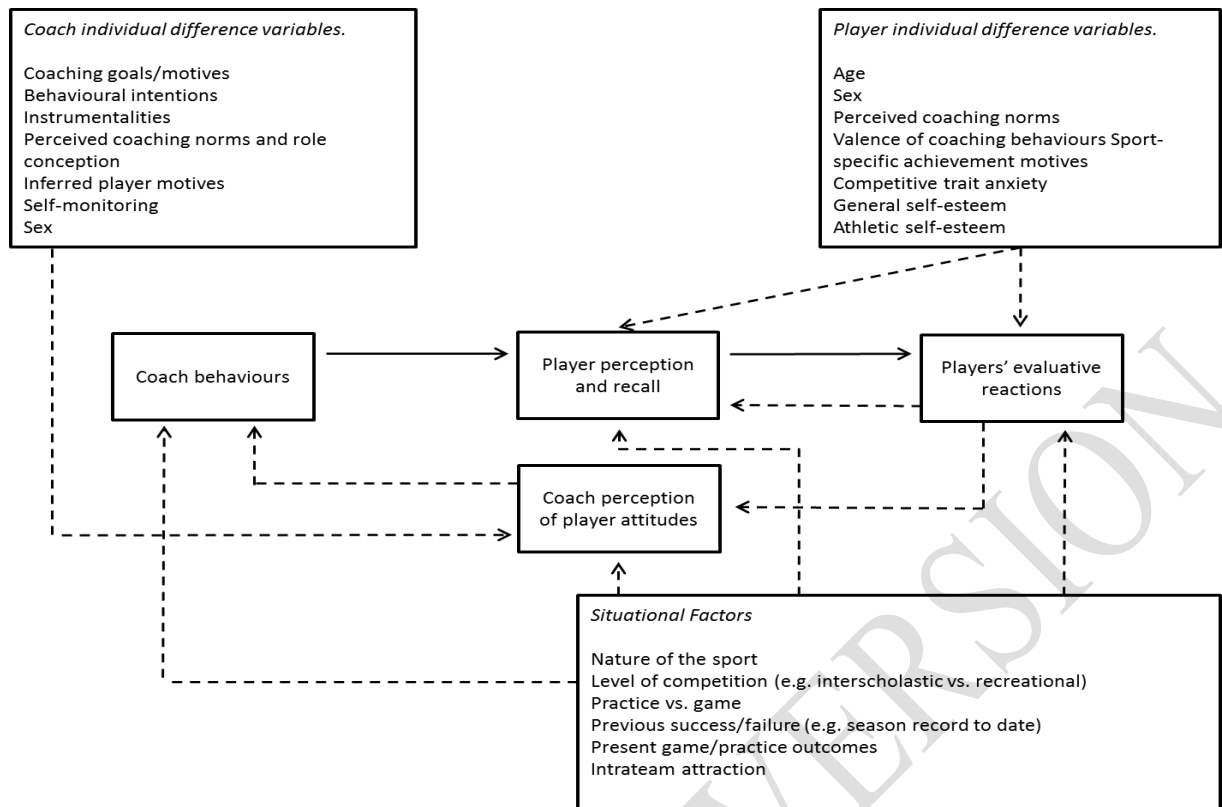 Coach individual difference variables.
Coaching goals/motives
Behavioural intentions
Instrumentalities
Perceived coaching norms and role
conception
Inferred player motives
Self-monitoring
Sex
Player individual difference variables.
Age
Sex
Perceived coaching norms
Valence of coaching behaviours Sport-
specific achievement motives
Competitive trait anxiety
General self-esteem
Athletic self-esteem
Coach behaviours
Player perception
and recall
Players’ evaluative
reactions
Coach perception
of player attitudes
Situational Factors
Nature of the sport
Level of competition (e.g. interscholastic vs. recreational)
Practice vs. game
Previous success/failure (e.g. season record to date)
Present game/practice outcomes
Intrateam attraction
VERSION